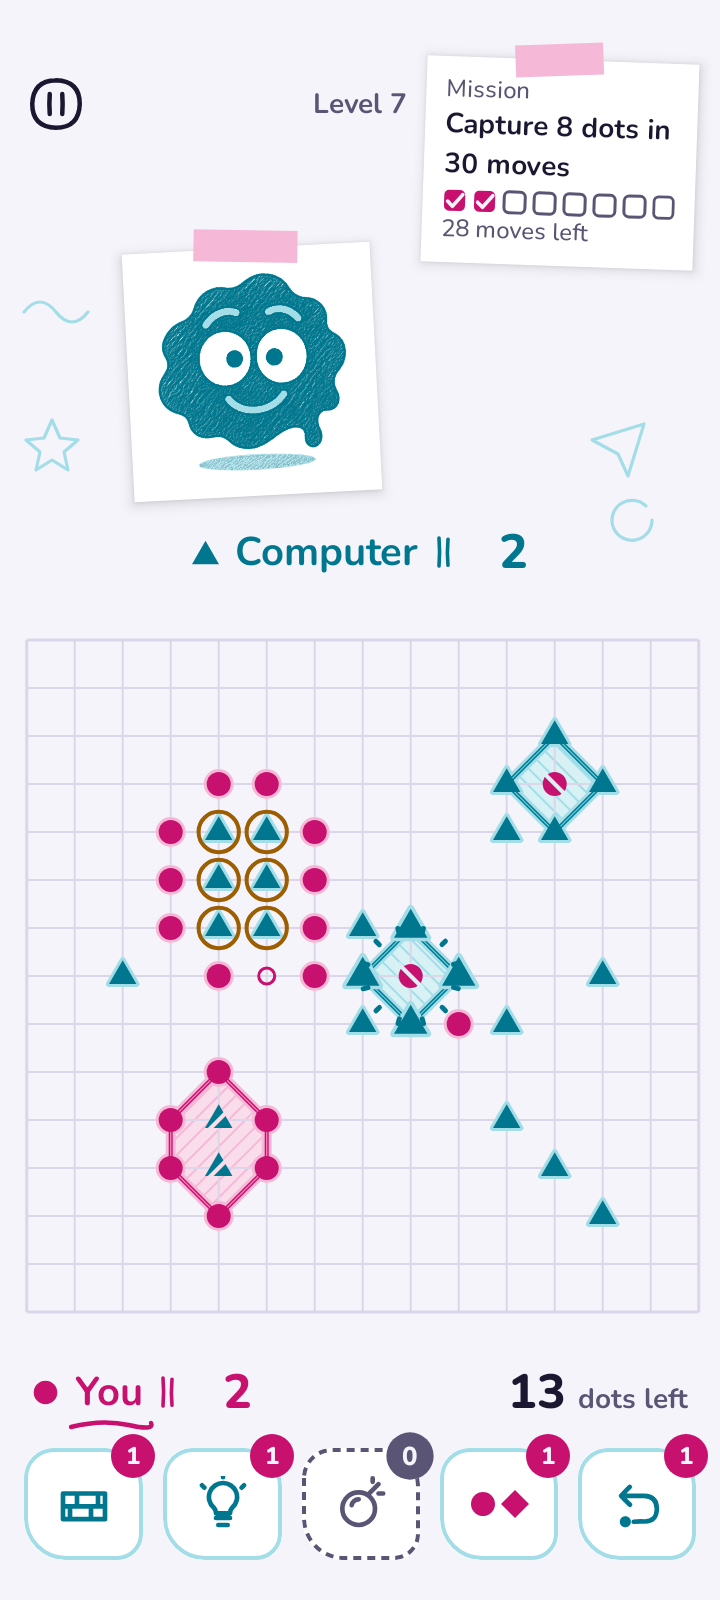 Level 7
Mission
Capture 8 dots in
30 moves
28 moves left
Computer 2
You 2
13 dots left
1 1 0 1 1